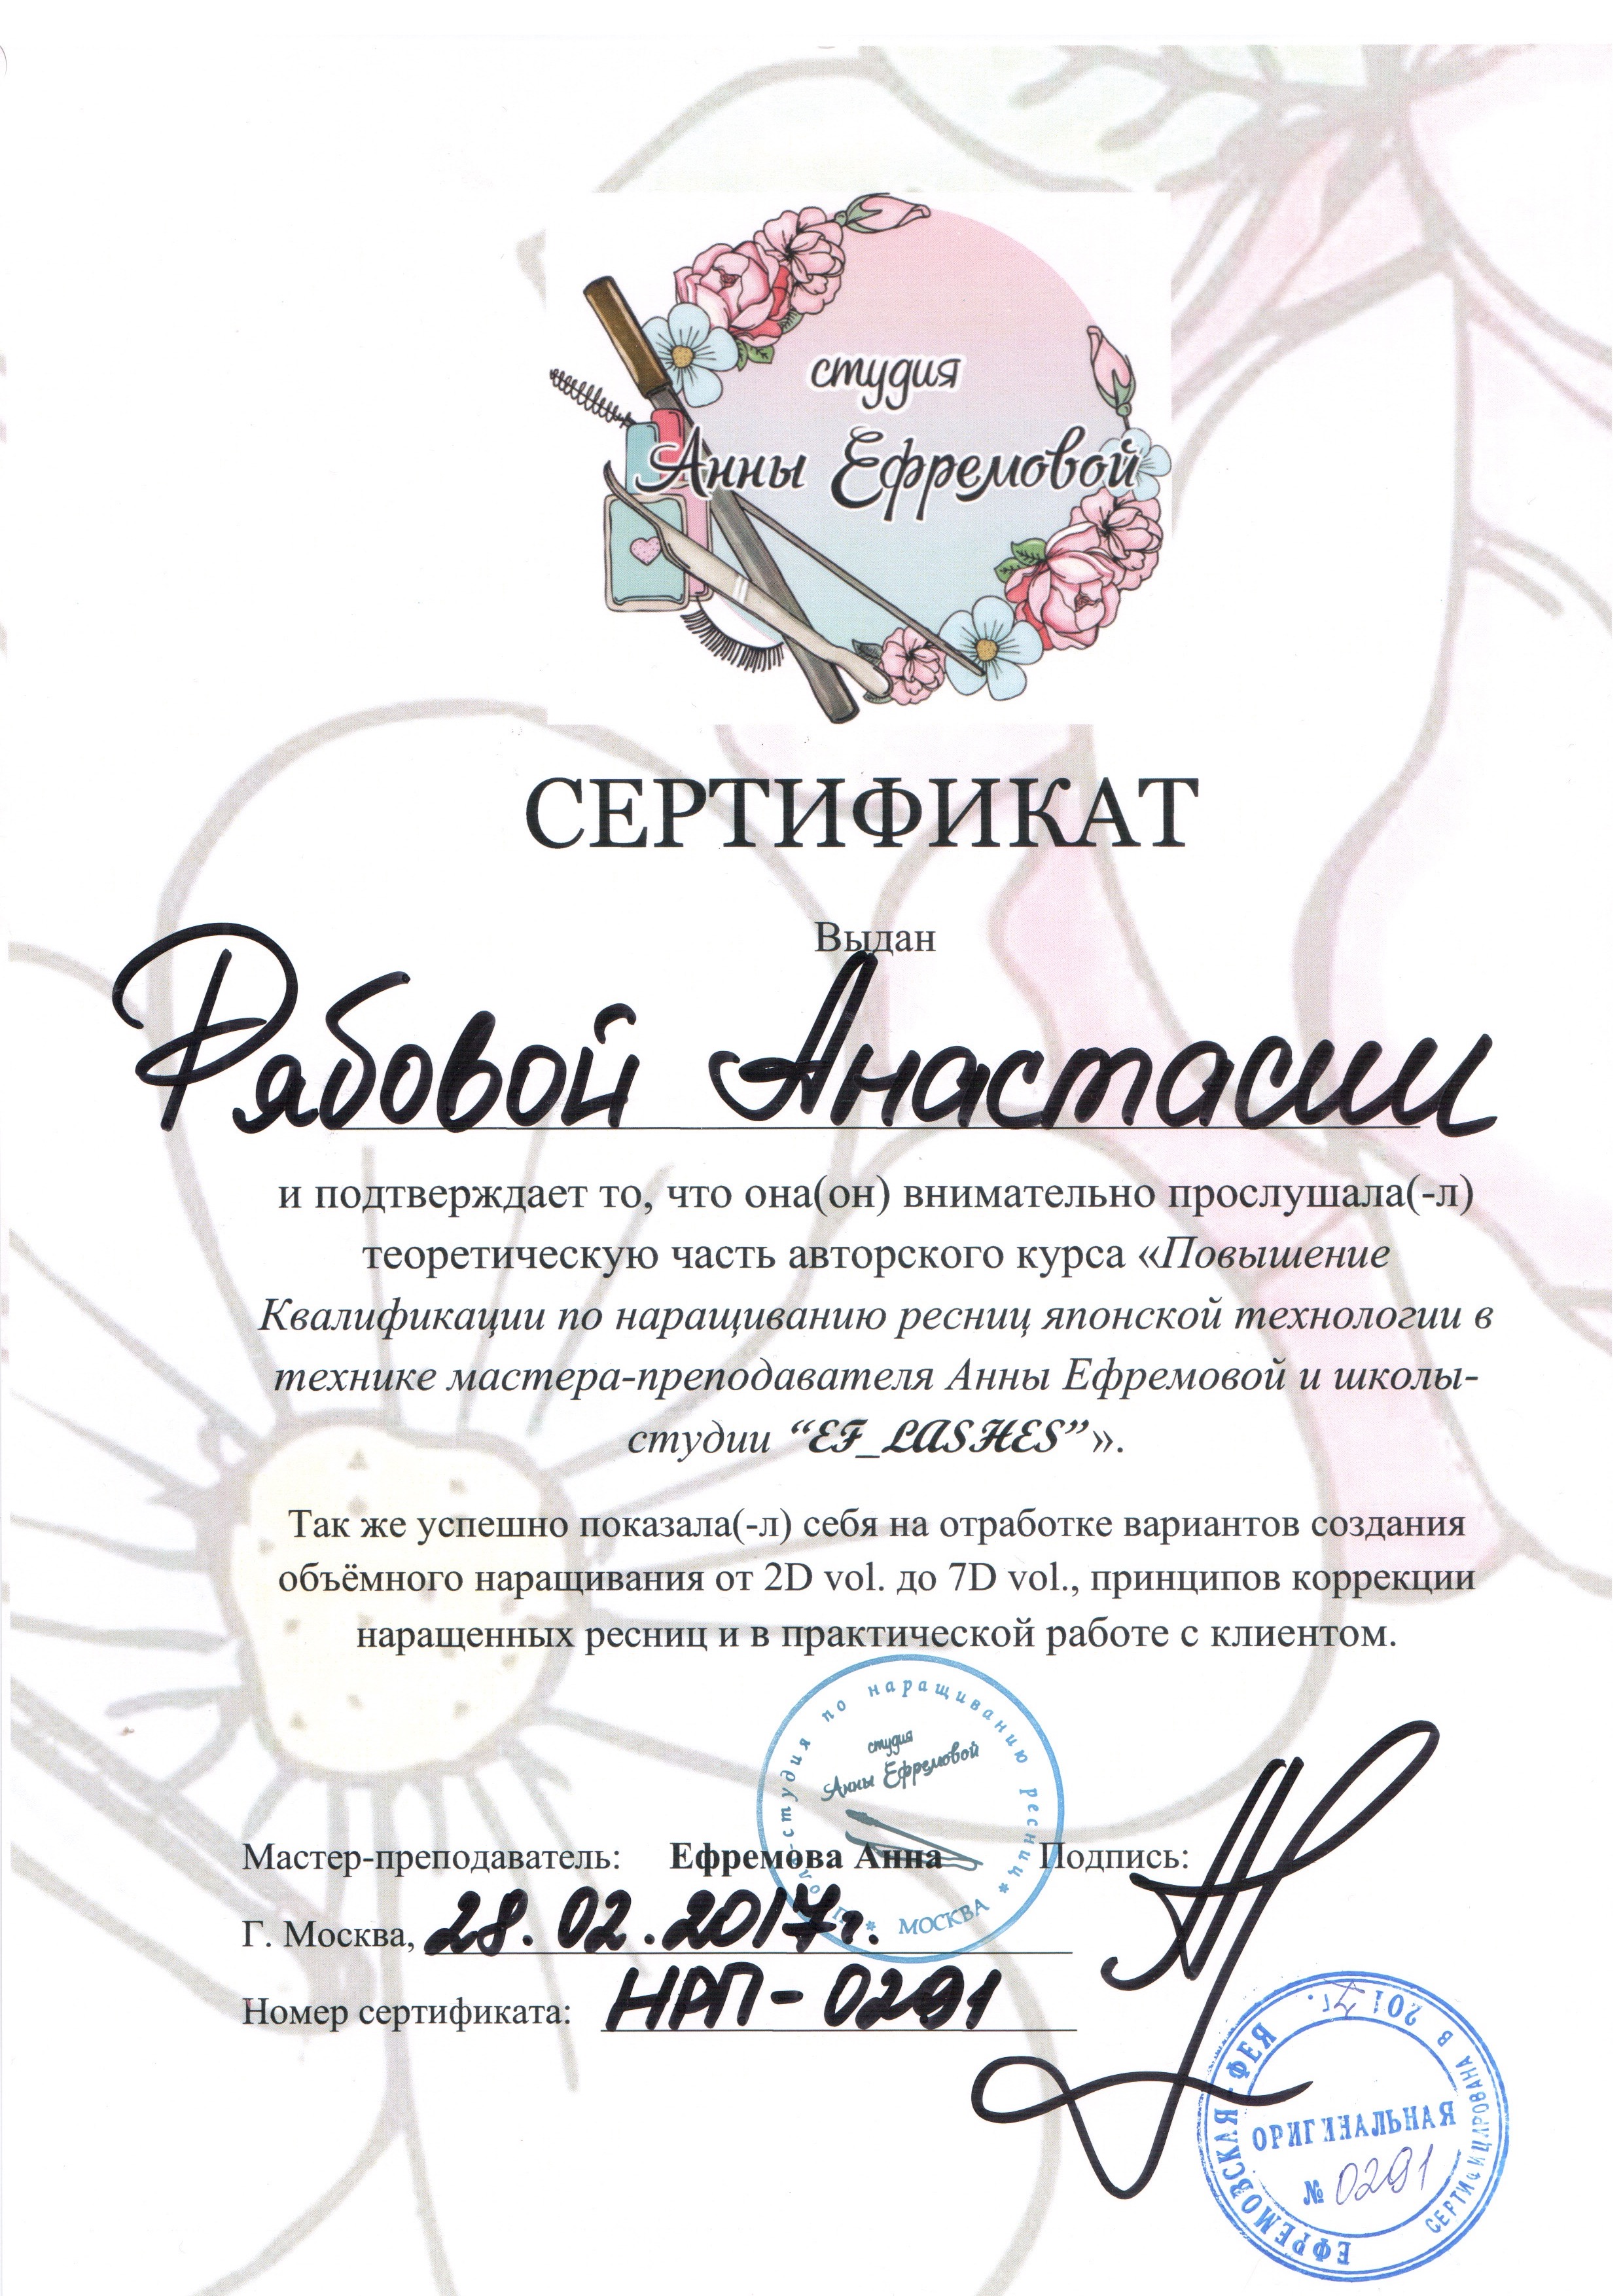 студия
Анны Ефремовой
СЕРТИФИКАТ
Выдан
Рябовой Анастасии
и подтверждает то, что она(он) внимательно прослушала(-л)
теоретическую часть авторского курса «Повышение
Квалификации по наращиванию ресниц японской технологии в
технике мастера-преподавателя Анны Ефремовой и школы-
студии “EF_LASHES”».
Так же успешно показала(-л) себя на отработке вариантов создания
объёмного наращивания от 2D vol. до 7D vol., принципов коррекции
наращенных ресниц и в практической работе с клиентом.
студия по наращиванию ресниц * МОСКВА *
студия
Анны Ефремовой
Мастер-преподаватель: Ефремова Анна Подпись:
Г. Москва, 28.02.2017г.
Номер сертификата: НРП-0291
ЕФРЕМОВСКАЯ ФЕЯ
СЕРТИФИЦИРОВАНА В 2017г.
ОРИГИНАЛЬНАЯ
№ 0291